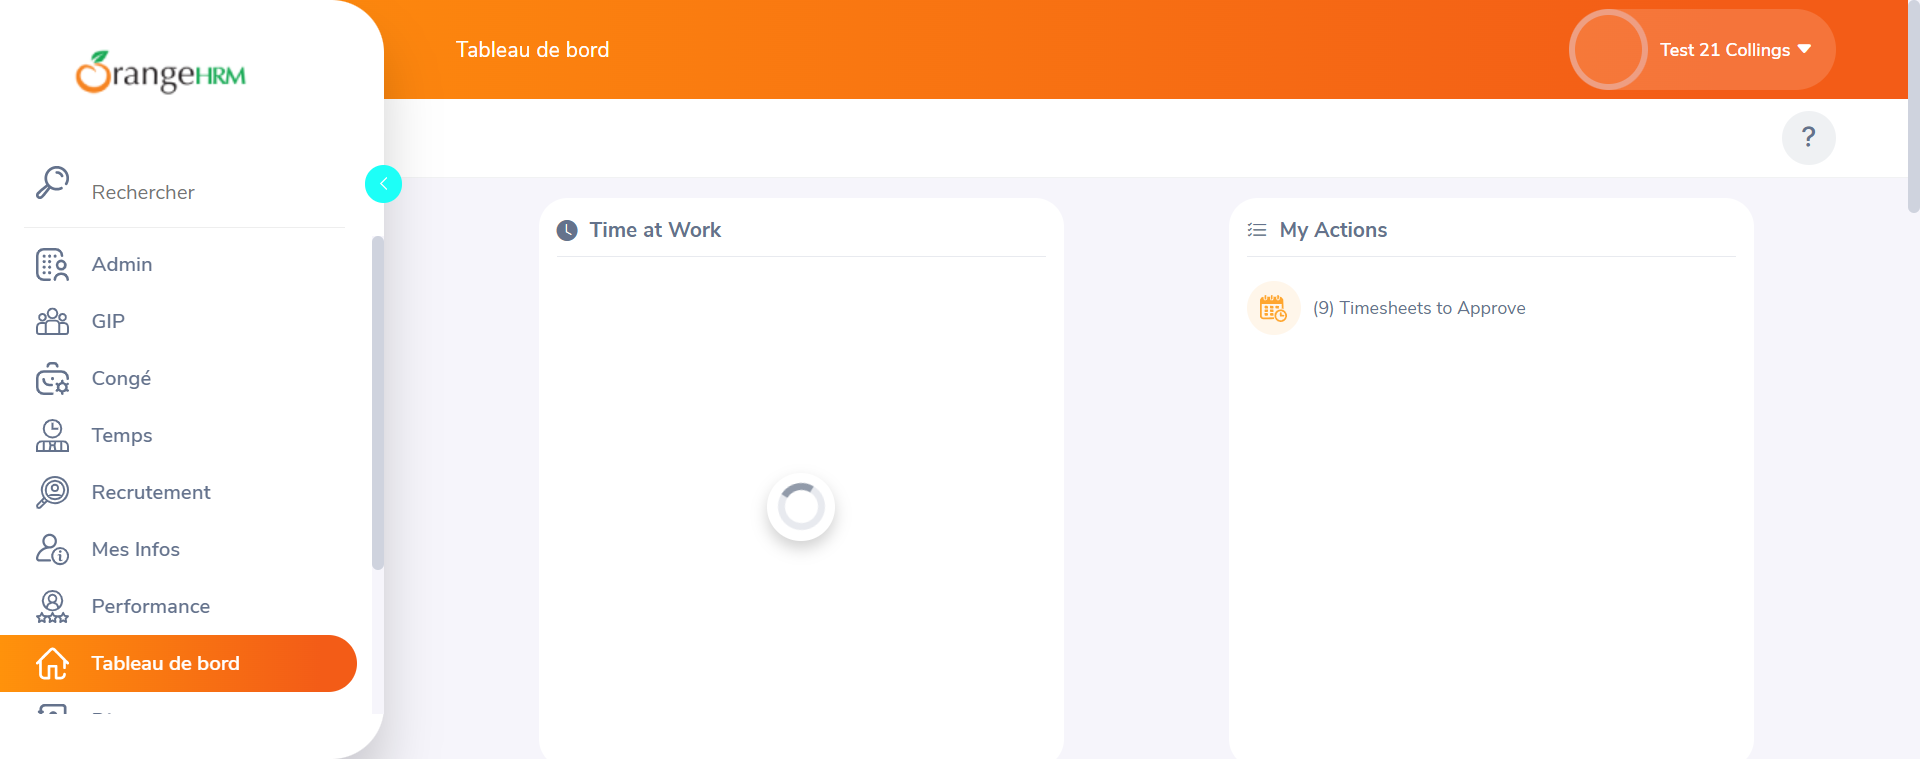 OrangeHRM
Tableau de bord
Test 21 Collings
?
Rechercher
Admin
GIP
Congé
Temps
Recrutement
Mes Infos
Performance
Tableau de bord
Time at Work
My Actions
(9) Timesheets to Approve